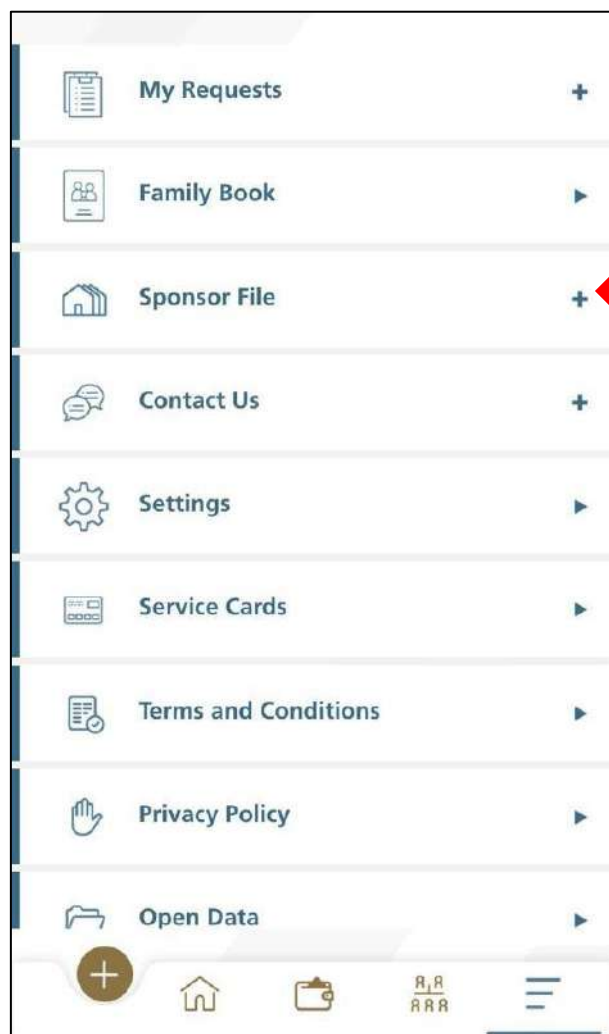 My Requests
Family Book
Sponsor File
Contact Us
Settings
Service Cards
Terms and Conditions
Privacy Policy
Open Data